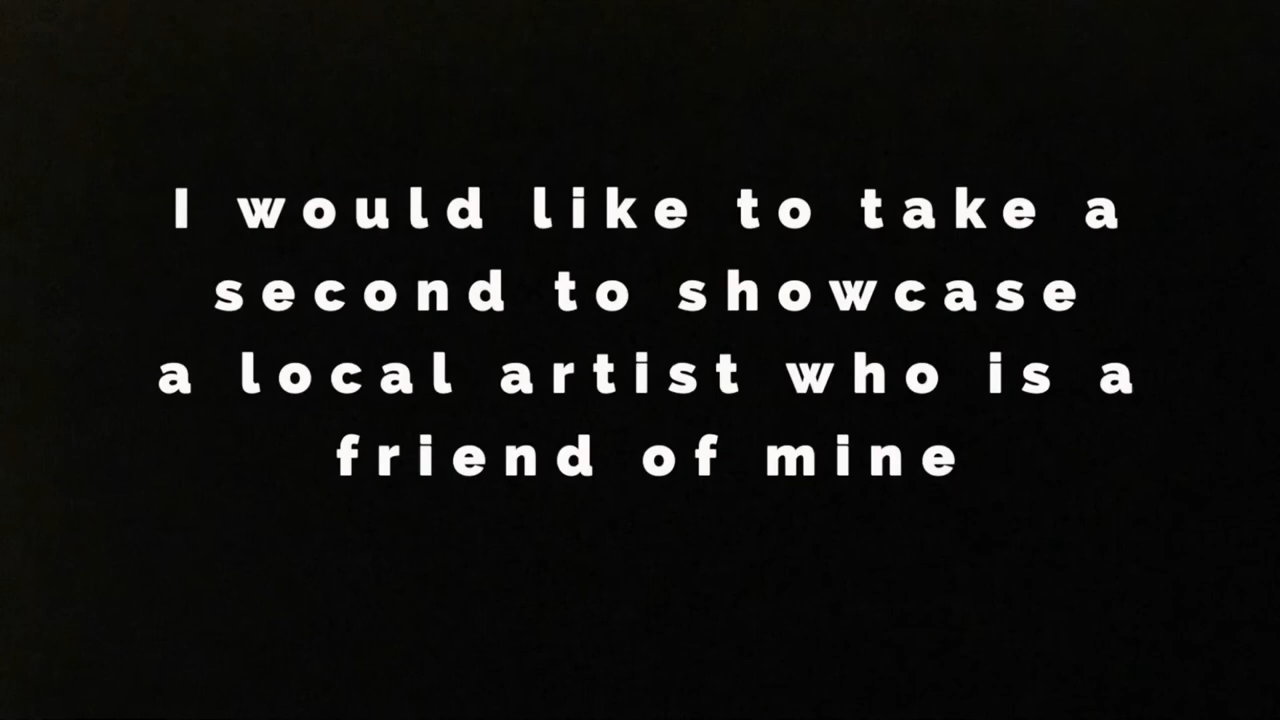 I would like to take a
second to showcase
a local artist who is a
friend of mine